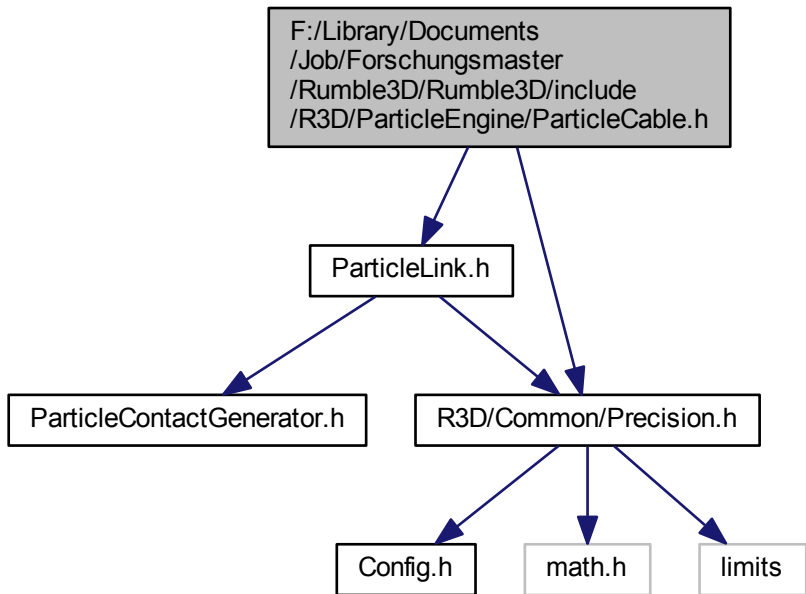 F:/Library/Documents
/Job/Forschungsmaster
/Rumble3D/Rumble3D/include
/R3D/ParticleEngine/ParticleCable.h
ParticleLink.h
ParticleContactGenerator.h
R3D/Common/Precision.h
Config.h
math.h
limits